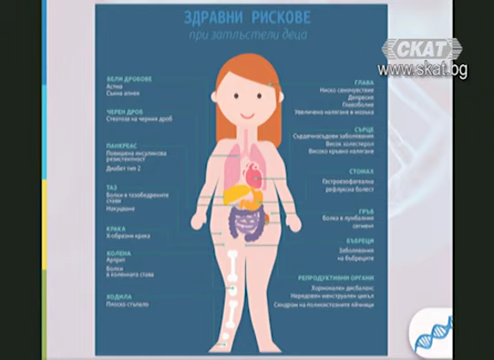 ЗДРАВНИ РИСКОВЕ
при затлъстели деца
СКАТ
www.skat.bg
БЕЛИ ДРОБОВЕ
Астма
Сънна апнея
ЧЕРЕН ДРОБ
Стеатоза на черния дроб
ПАНКРЕАС
Повишена инсулинова
резистентност
Диабет тип 2
ТАЗ
Болки в тазобедрените
стави
Накуцване
КРАКА
Х-образни крака
КОЛЕНА
Артрит
Болки
в коленната става
ХОДИЛА
Плоско стъпало
ГЛАВА
Ниско самочувствие
Депресия
Главоболие
Увеличено налягане в мозъка
СЪРЦЕ
Сърдечносъдови заболявания
Висок холестерол
Високо кръвно налягане
СТОМАХ
Гастроезофагеална
рефлуксна болест
ГРЪБ
Болка в лумбалния
сегмент
БЪБРЕЦИ
Заболявания
на бъбреците
РЕПРОДУКТИВНИ ОРГАНИ
Хормонален дисбаланс
Нередовен менструален цикъл
Синдром на поликистозните яйчници